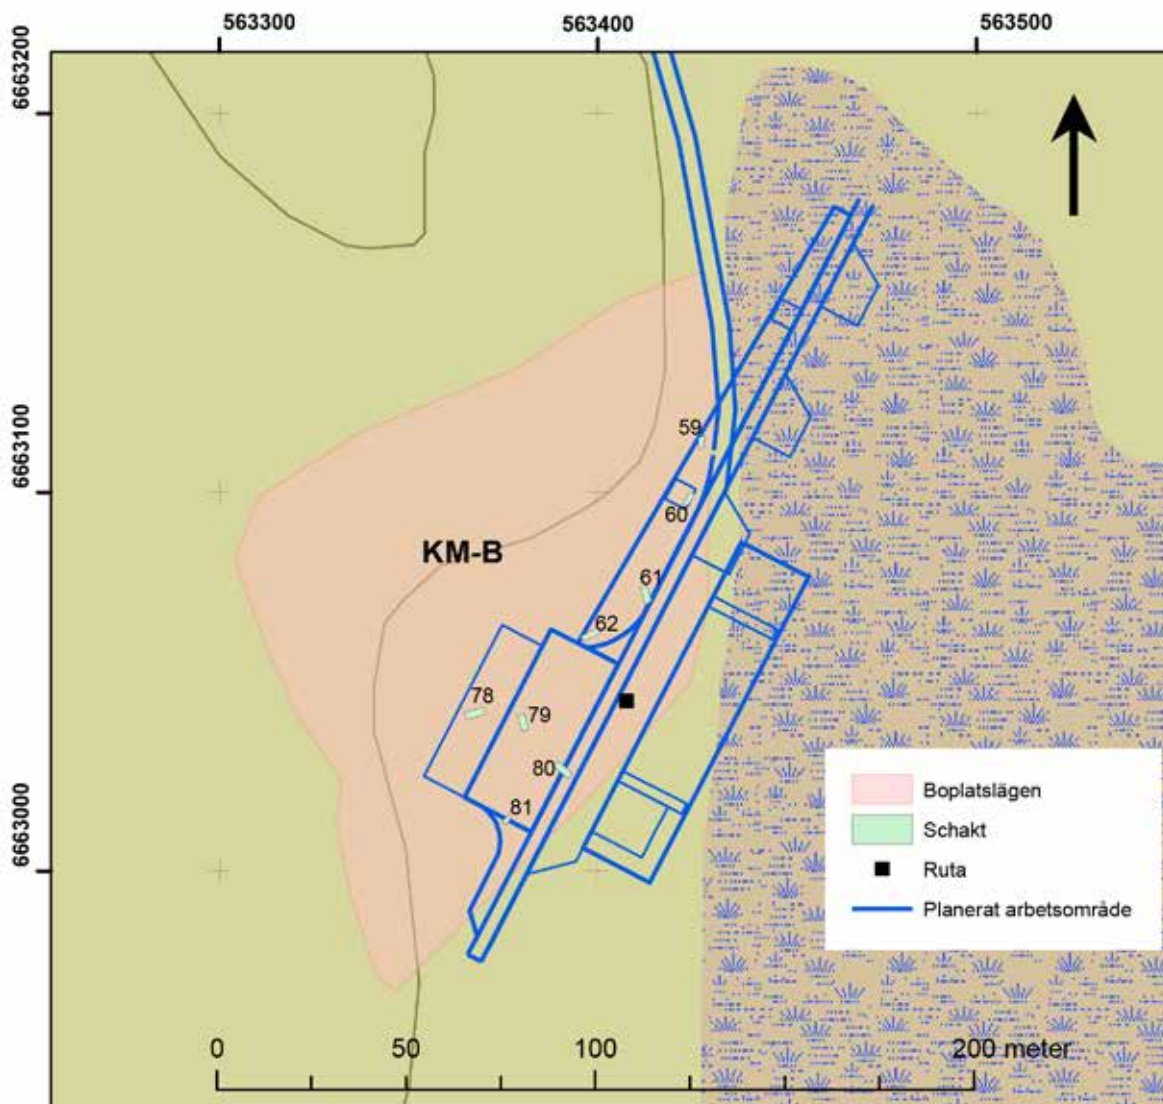 563300 563400 563500
6663200
6663100
6663000
59
60
KM-B
61
62
78
79
80
81
Boplatslägen
Schakt
Ruta
Planerat arbetsområde
0 50 100 200 meter